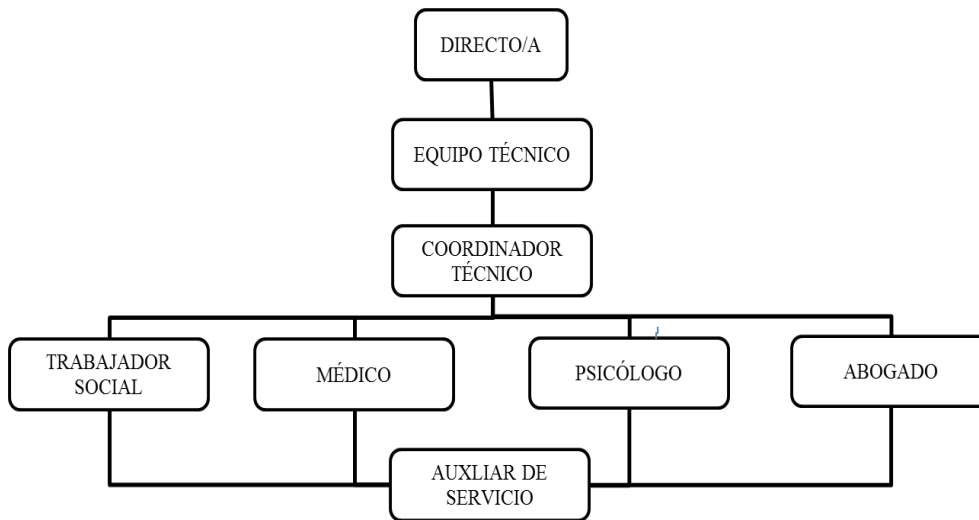 DIRECTO/A
EQUIPO TÉCNICO
COORDINADOR
TÉCNICO
TRABAJADOR
SOCIAL
MÉDICO
PSICÓLOGO
ABOGADO
AUXLIAR DE
SERVICIO